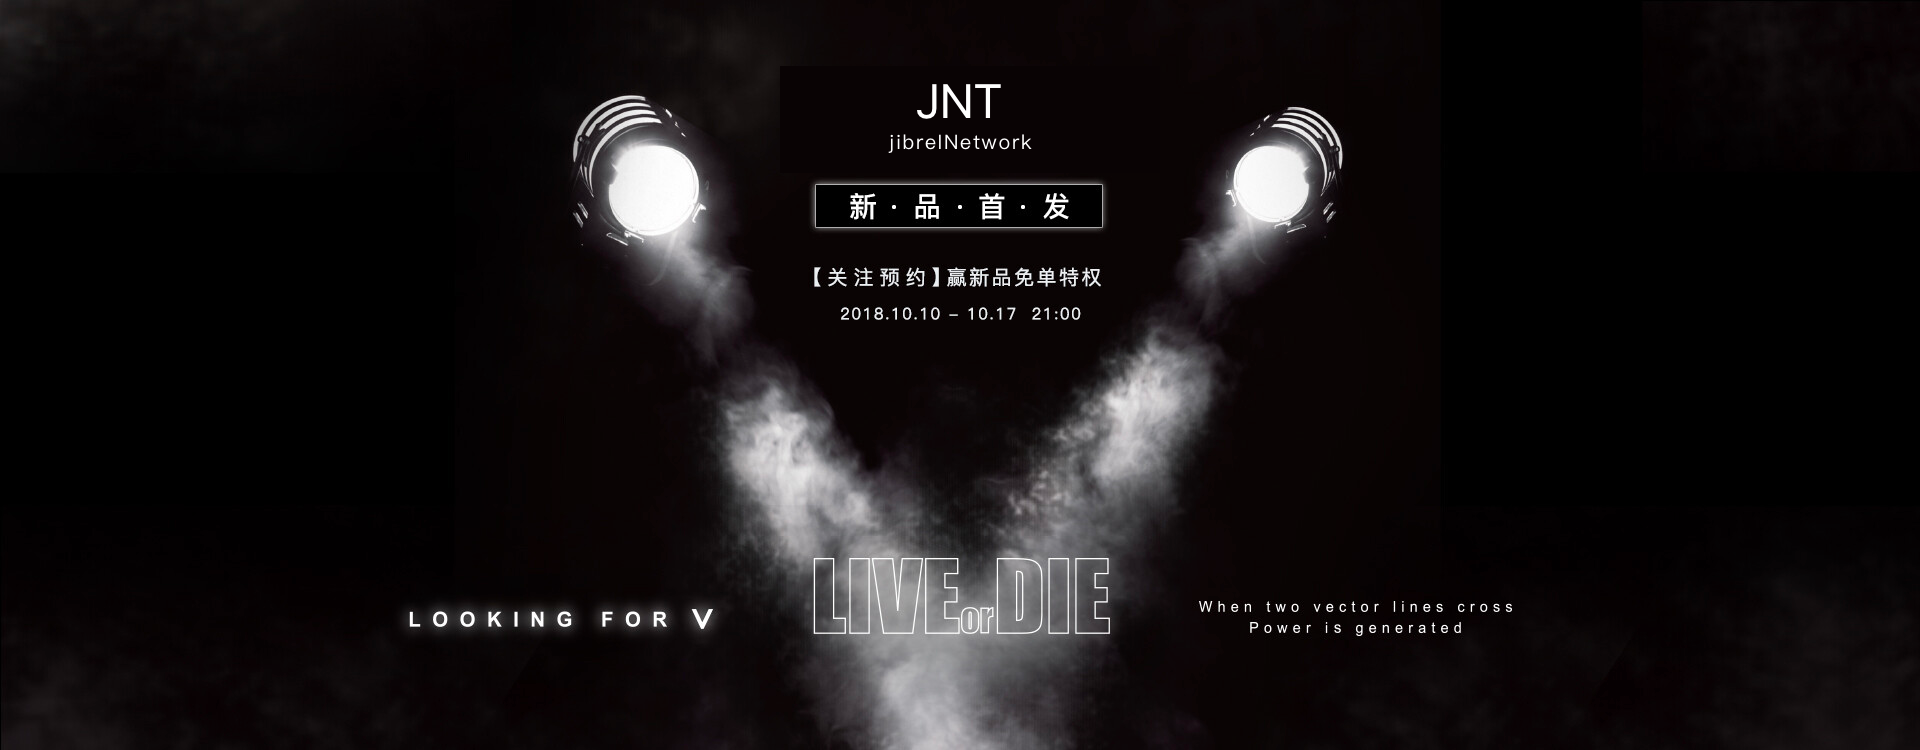 JNT
jibrelNetwork
新·品·首·发
【关注预约】赢新品免单特权
2018.10.10 – 10.17 21:00
LIVE or DIE
LOOKING FOR V
When two vector lines cross
Power is generated